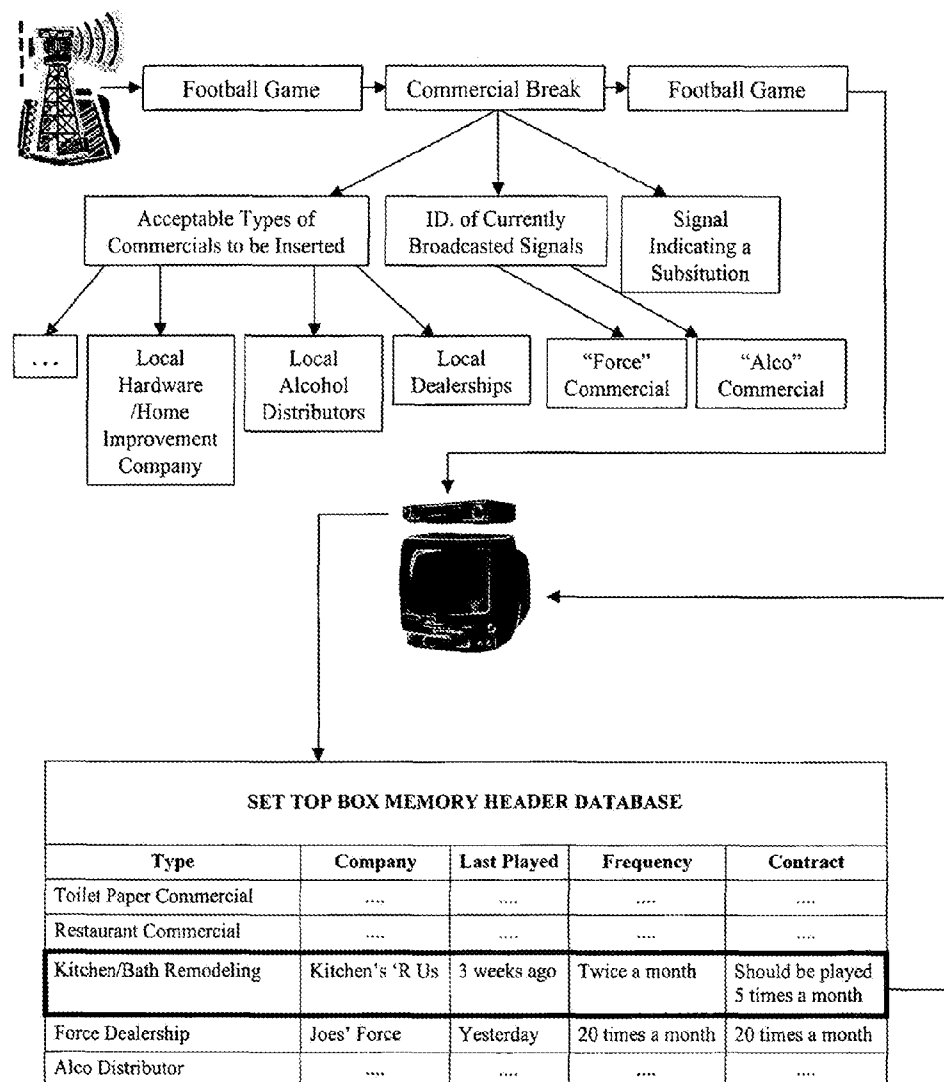 Football Game
Commercial Break
Football Game
Acceptable Types of
Commercials to be Inserted
ID. of Currently
Broadcasted Signals
Signal
Indicating a
Subsitution
...
Local
Hardware
/Home
Improvement
Company
Local
Alcohol
Distributors
Local
Dealerships
“Force”
Commercial
“Alco”
Commercial
SET TOP BOX MEMORY HEADER DATABASE
Type Company Last Played Frequency Contract
Toilet Paper Commercial .... .... .... ....
Restaurant Commercial .... .... .... ....
Kitchen/Bath Remodeling Kitchen's ‘R Us 3 weeks ago Twice a month Should be played
5 times a month
Force Dealership Joes' Force Yesterday 20 times a month 20 times a month
Alco Distributor .... .... .... ....